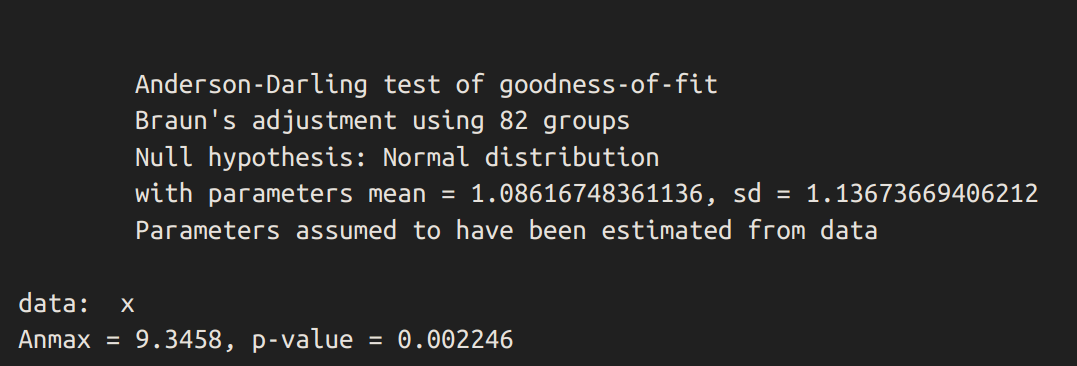 Anderson-Darling test of goodness-of-fit
Braun's adjustment using 82 groups
Null hypothesis: Normal distribution
with parameters mean = 1.08616748361136, sd = 1.13673669406212
Parameters assumed to have been estimated from data
data:  x
Anmax = 9.3458, p-value = 0.002246